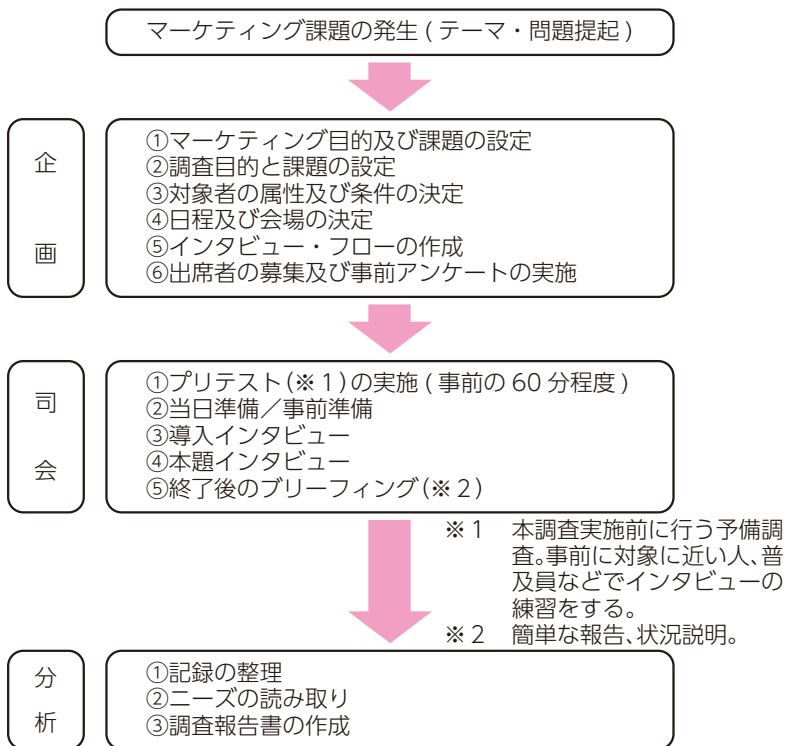 マーケティング課題の発生 ( テーマ・問題提起 )
企
画
①マーケティング目的及び課題の設定
②調査目的と課題の設定
③対象者の属性及び条件の決定
④日程及び会場の決定
⑤インタビュー・フローの作成
⑥出席者の募集及び事前アンケートの実施
司
会
①プリテスト(※１)の実施 ( 事前の 60 分程度 )
②当日準備／事前準備
③導入インタビュー
④本題インタビュー
⑤終了後のブリーフィング(※２)
※１　本調査実施前に行う予備調
査。事前に対象に近い人、普
及員などでインタビューの
練習をする。
※２　簡単な報告、状況説明。
分
析
①記録の整理
②ニーズの読み取り
③調査報告書の作成